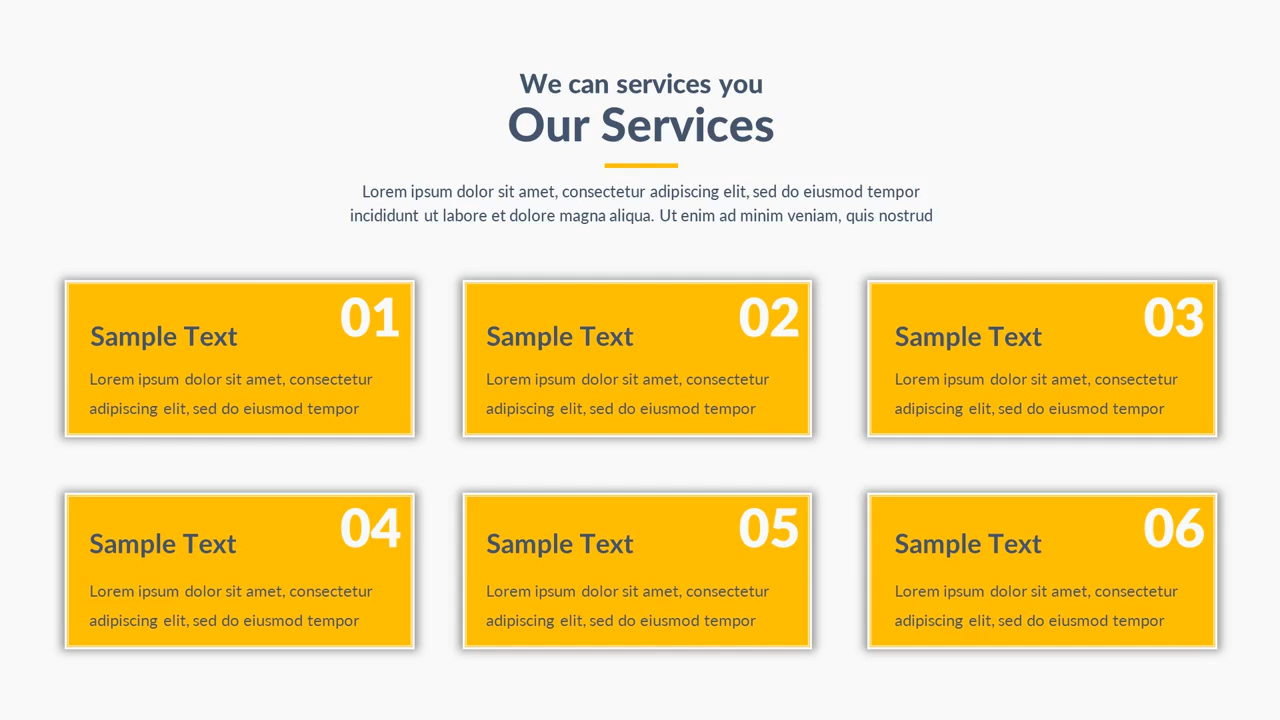 We can services you
Our Services
Lorem ipsum dolor sit amet, consectetur adipiscing elit, sed do eiusmod tempor
incididunt ut labore et dolore magna aliqua. Ut enim ad minim veniam, quis nostrud
01
Sample Text
Lorem ipsum dolor sit amet, consectetur
adipiscing elit, sed do eiusmod tempor
02
Sample Text
Lorem ipsum dolor sit amet, consectetur
adipiscing elit, sed do eiusmod tempor
03
Sample Text
Lorem ipsum dolor sit amet, consectetur
adipiscing elit, sed do eiusmod tempor
04
Sample Text
Lorem ipsum dolor sit amet, consectetur
adipiscing elit, sed do eiusmod tempor
05
Sample Text
Lorem ipsum dolor sit amet, consectetur
adipiscing elit, sed do eiusmod tempor
06
Sample Text
Lorem ipsum dolor sit amet, consectetur
adipiscing elit, sed do eiusmod tempor